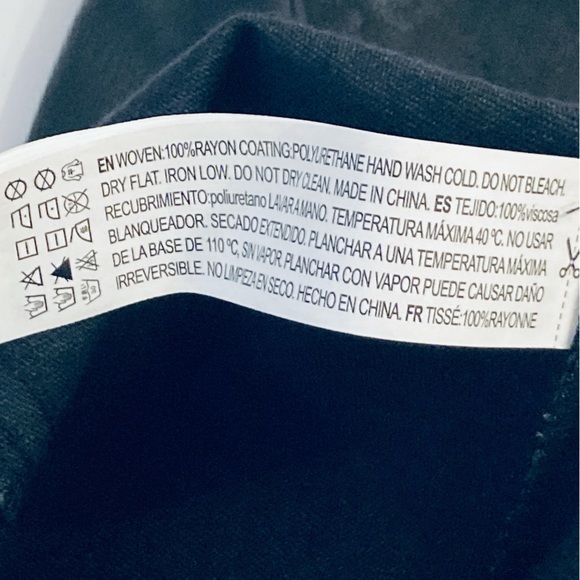 EN WOVEN:100%RAYON COATING:POLYURETHANE HAND WASH COLD. DO NOT BLEACH.
DRY FLAT. IRON LOW. DO NOT DRY CLEAN. MADE IN CHINA. ES TEJIDO:100%viscosa
RECUBRIMIENTO:poliuretano LAVAR A MANO. TEMPERATURA MÁXIMA 40 ºC. NO USAR
BLANQUEADOR. SECADO EXTENDIDO. PLANCHAR A UNA TEMPERATURA MÁXIMA
DE LA BASE DE 110 ºC, SIN VAPOR. PLANCHAR CON VAPOR PUEDE CAUSAR DAÑO
IRREVERSIBLE. NO LIMPIEZA EN SECO. HECHO EN CHINA. FR TISSÉ:100%RAYONNE